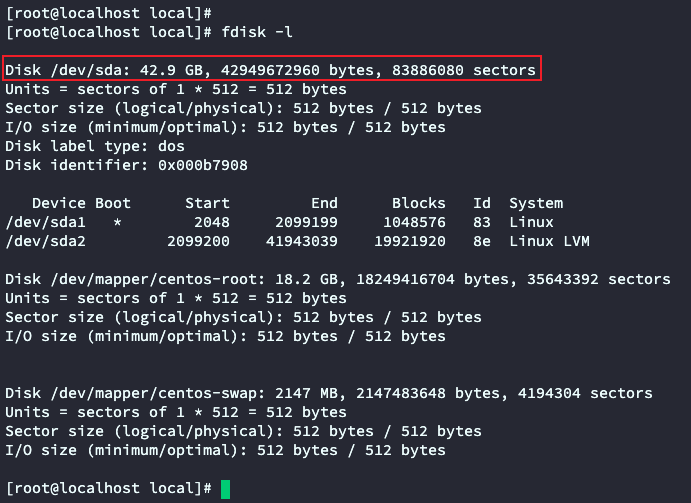 [root@localhost local]#
[root@localhost local]# fdisk -l
Disk /dev/sda: 42.9 GB, 42949672960 bytes, 83886080 sectors
Units = sectors of 1 * 512 = 512 bytes
Sector size (logical/physical): 512 bytes / 512 bytes
I/O size (minimum/optimal): 512 bytes / 512 bytes
Disk label type: dos
Disk identifier: 0x000b7908
   Device Boot      Start         End      Blocks   Id  System
/dev/sda1   *        2048     2099199     1048576   83  Linux
/dev/sda2         2099200    41943039    19921920   8e  Linux LVM
Disk /dev/mapper/centos-root: 18.2 GB, 18249416704 bytes, 35643392 sectors
Units = sectors of 1 * 512 = 512 bytes
Sector size (logical/physical): 512 bytes / 512 bytes
I/O size (minimum/optimal): 512 bytes / 512 bytes
Disk /dev/mapper/centos-swap: 2147 MB, 2147483648 bytes, 4194304 sectors
Units = sectors of 1 * 512 = 512 bytes
Sector size (logical/physical): 512 bytes / 512 bytes
I/O size (minimum/optimal): 512 bytes / 512 bytes
[root@localhost local]#